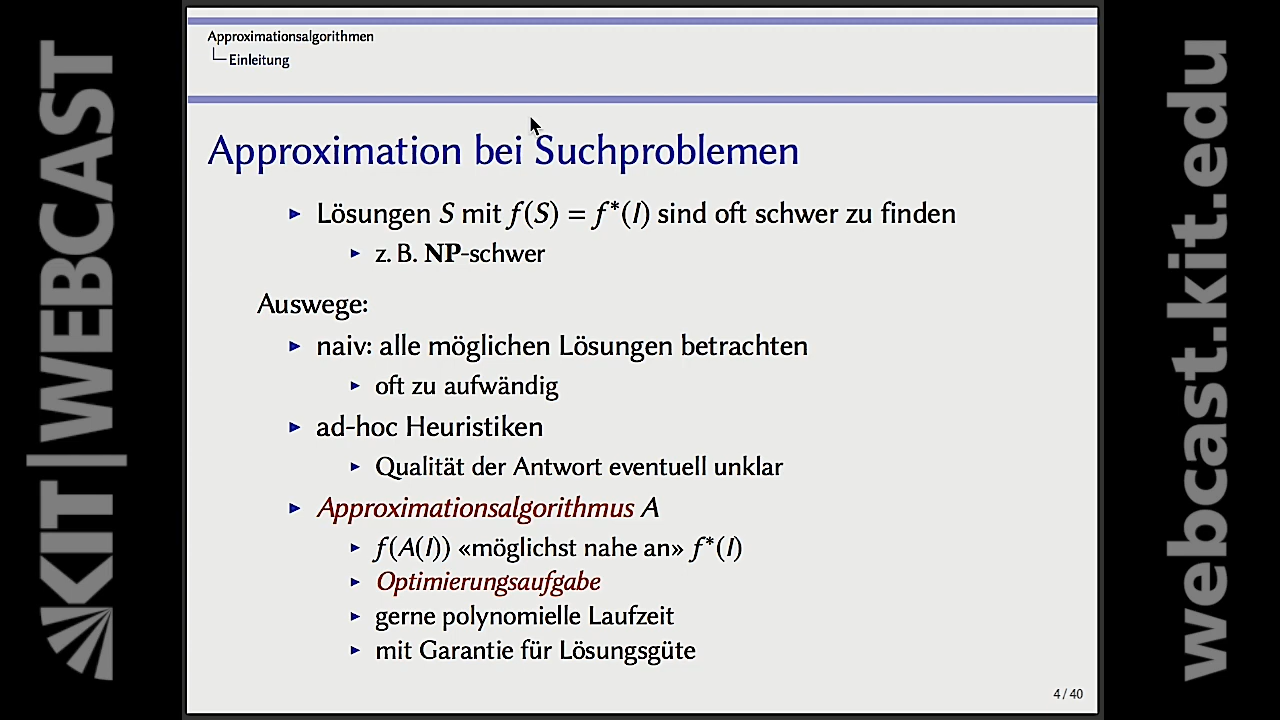 KIT|WEBCAST
Approximationsalgorithmen
Einleitung
Approximation bei Suchproblemen
► Lösungen S mit f(S) = f*(I) sind oft schwer zu finden
► z. B. NP-schwer
Auswege:
► naiv: alle möglichen Lösungen betrachten
► oft zu aufwändig
► ad-hoc Heuristiken
► Qualität der Antwort eventuell unklar
► Approximationsalgorithmus A
► f(A(I)) «möglichst nahe an» f*(I)
► Optimierungsaufgabe
► gerne polynomielle Laufzeit
► mit Garantie für Lösungsgüte
4 / 40
webcast.kit.edu